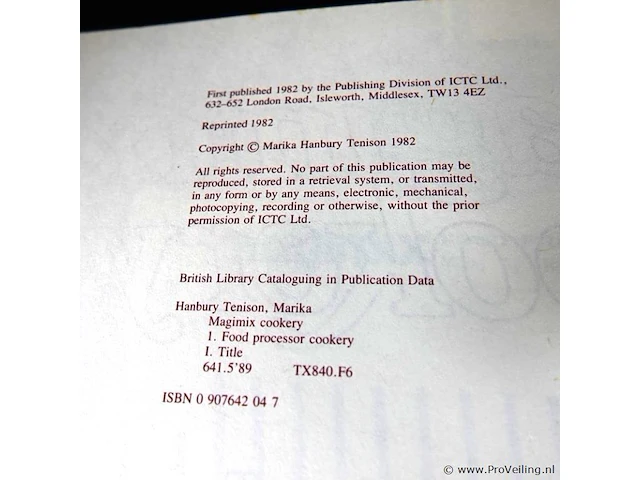 First published 1982 by the Publishing Division of ICTC Ltd.,
632–652 London Road, Isleworth, Middlesex, TW13 4EZ
Reprinted 1982
Copyright © Marika Hanbury Tenison 1982
All rights reserved. No part of this publication may be
reproduced, stored in a retrieval system, or transmitted,
in any form or by any means, electronic, mechanical,
photocopying, recording or otherwise, without the prior
permission of ICTC Ltd.
British Library Cataloguing in Publication Data
Hanbury Tenison, Marika
Magimix cookery
1. Food processor cookery
I. Title
641.5'89 TX840.F6
ISBN 0 907642 04 7
© www.ProVeiling.nl